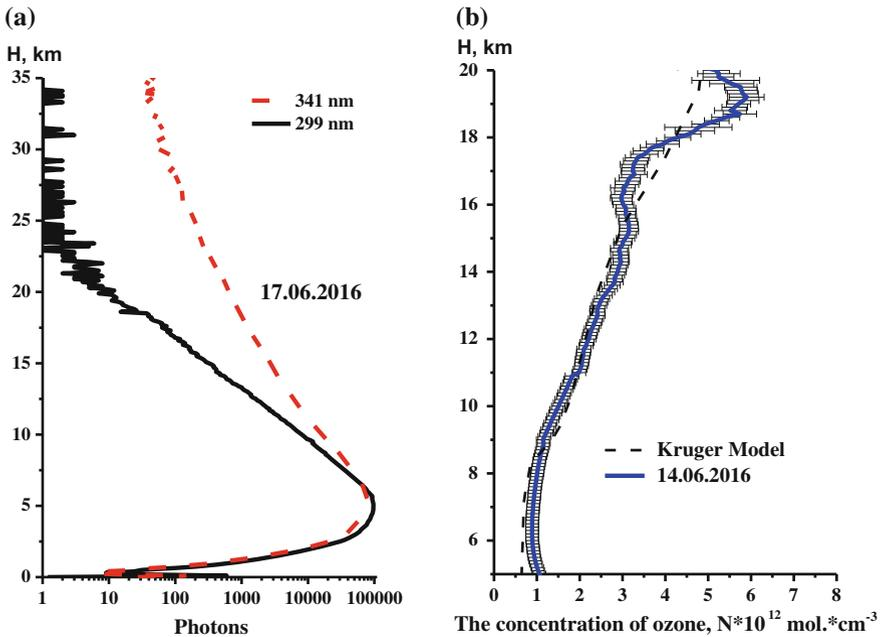 (a)
H, km
35
30
25
20
15
10
5
0
1 10 100 1000 10000 100000
Photons
341 nm
299 nm
17.06.2016
(b)
H, km
20
18
16
14
12
10
8
6
0 1 2 3 4 5 6 7 8
The concentration of ozone, N*10 12 mol.*cm-3
Kruger Model
14.06.2016